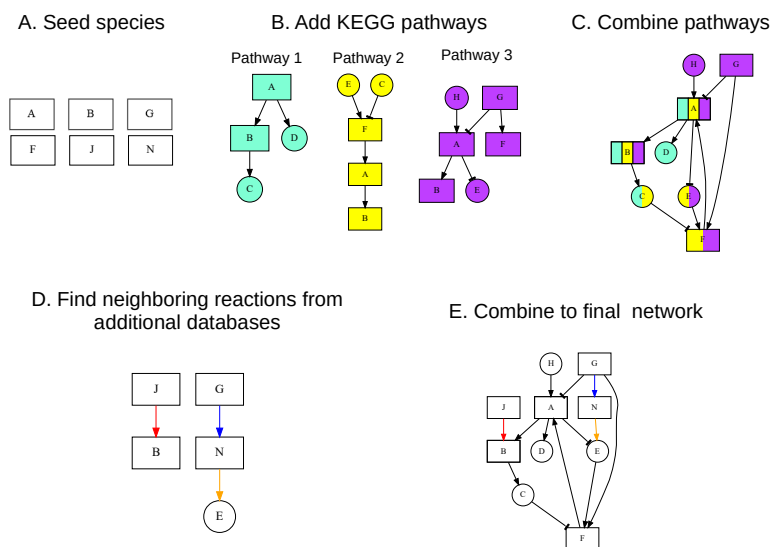 A. Seed species
B. Add KEGG pathways
C. Combine pathways
Pathway 1
Pathway 2
Pathway 3
A
B
G
F
J
N
A
B
D
C
E
C
F
A
B
H
G
A
F
B
E
H
G
A
B
D
C
E
F
D. Find neighboring reactions from
additional databases
E. Combine to final network
J
G
B
N
E
H
G
J
A
N
B
D
E
C
F